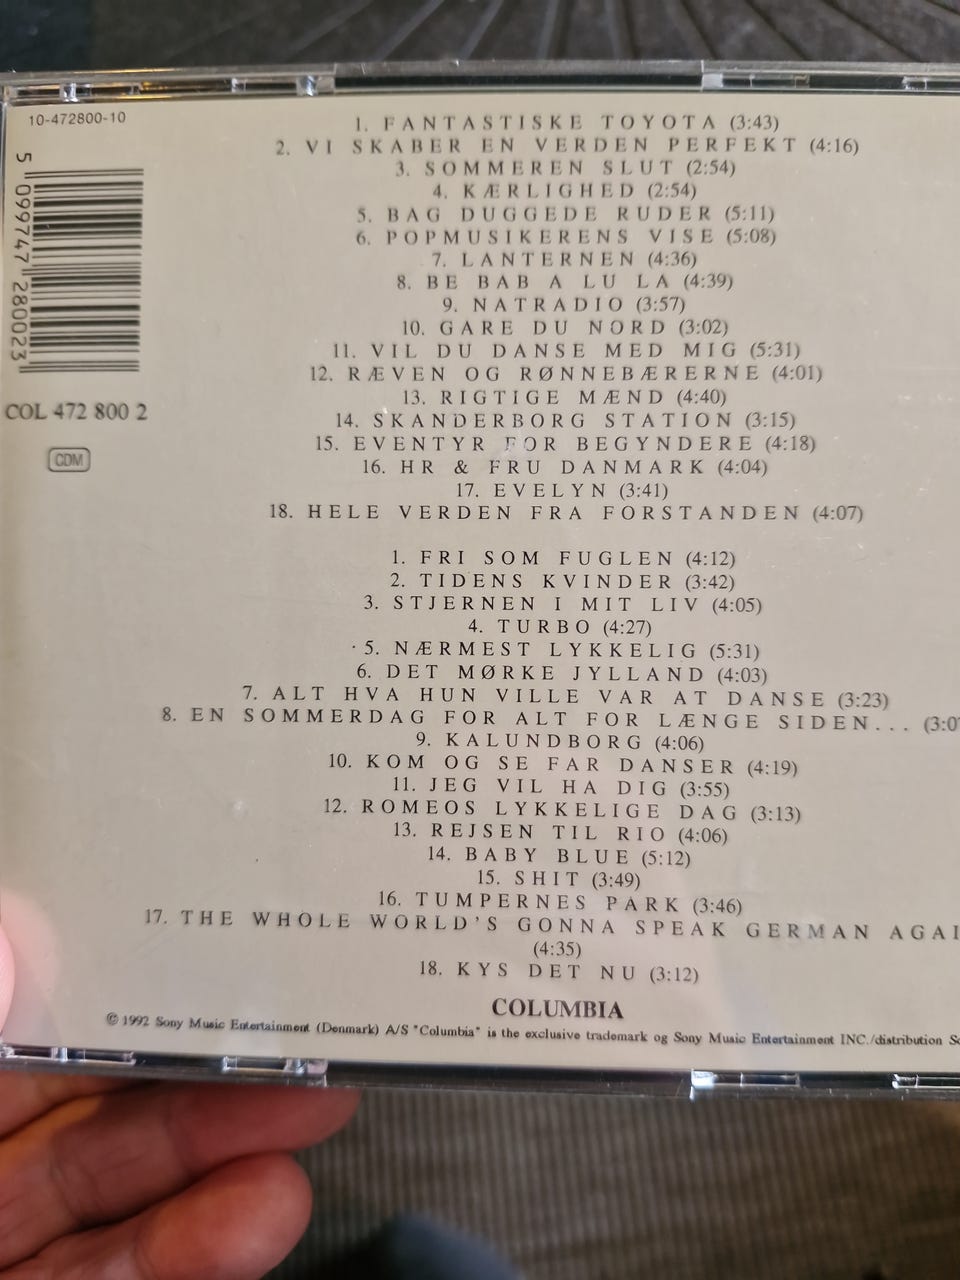 10-472800-10
5 099747 280023
COL 472 800 2
CDM
1. FANTASTISKE TOYOTA (3:43)
2. VI SKABER EN VERDEN PERFEKT (4:16)
3. SOMMEREN SLUT (2:54)
4. KÆRLIGHED (2:54)
5. BAG DUGGEDE RUDER (5:11)
6. POPMUSIKERENS VISE (5:08)
7. LANTERNEN (4:36)
8. BE BAB A LU LA (4:39)
9. NATRADIO (3:57)
10. GARE DU NORD (3:02)
11. VIL DU DANSE MED MIG (5:31)
12. RÆVEN OG RØNNEBÆRERNE (4:01)
13. RIGTIGE MÆND (4:40)
14. SKANDERBORG STATION (3:15)
15. EVENTYR FOR BEGYNDERE (4:18)
16. HR & FRU DANMARK (4:04)
17. EVELYN (3:41)
18. HELE VERDEN FRA FORSTANDEN (4:07)
1. FRI SOM FUGLEN (4:12)
2. TIDENS KVINDER (3:42)
3. STJERNEN I MIT LIV (4:05)
4. TURBO (4:27)
5. NÆRMEST LYKKELIG (5:31)
6. DET MØRKE JYLLAND (4:03)
7. ALT HVA HUN VILLE VAR AT DANSE (3:23)
8. EN SOMMERDAG FOR ALT FOR LÆNGE SIDEN... (3:0
9. KALUNDBORG (4:06)
10. KOM OG SE FAR DANSER (4:19)
11. JEG VIL HA DIG (3:55)
12. ROMEOS LYKKELIGE DAG (3:13)
13. REJSEN TIL RIO (4:06)
14. BABY BLUE (5:12)
15. SHIT (3:49)
16. TUMPERNES PARK (3:46)
17. THE WHOLE WORLD'S GONNA SPEAK GERMAN AGAI
(4:35)
18. KYS DET NU (3:12)
COLUMBIA
© 1992 Sony Music Entertainment (Denmark) A/S "Columbia" is the exclusive trademark og Sony Music Entertainment INC./distribution